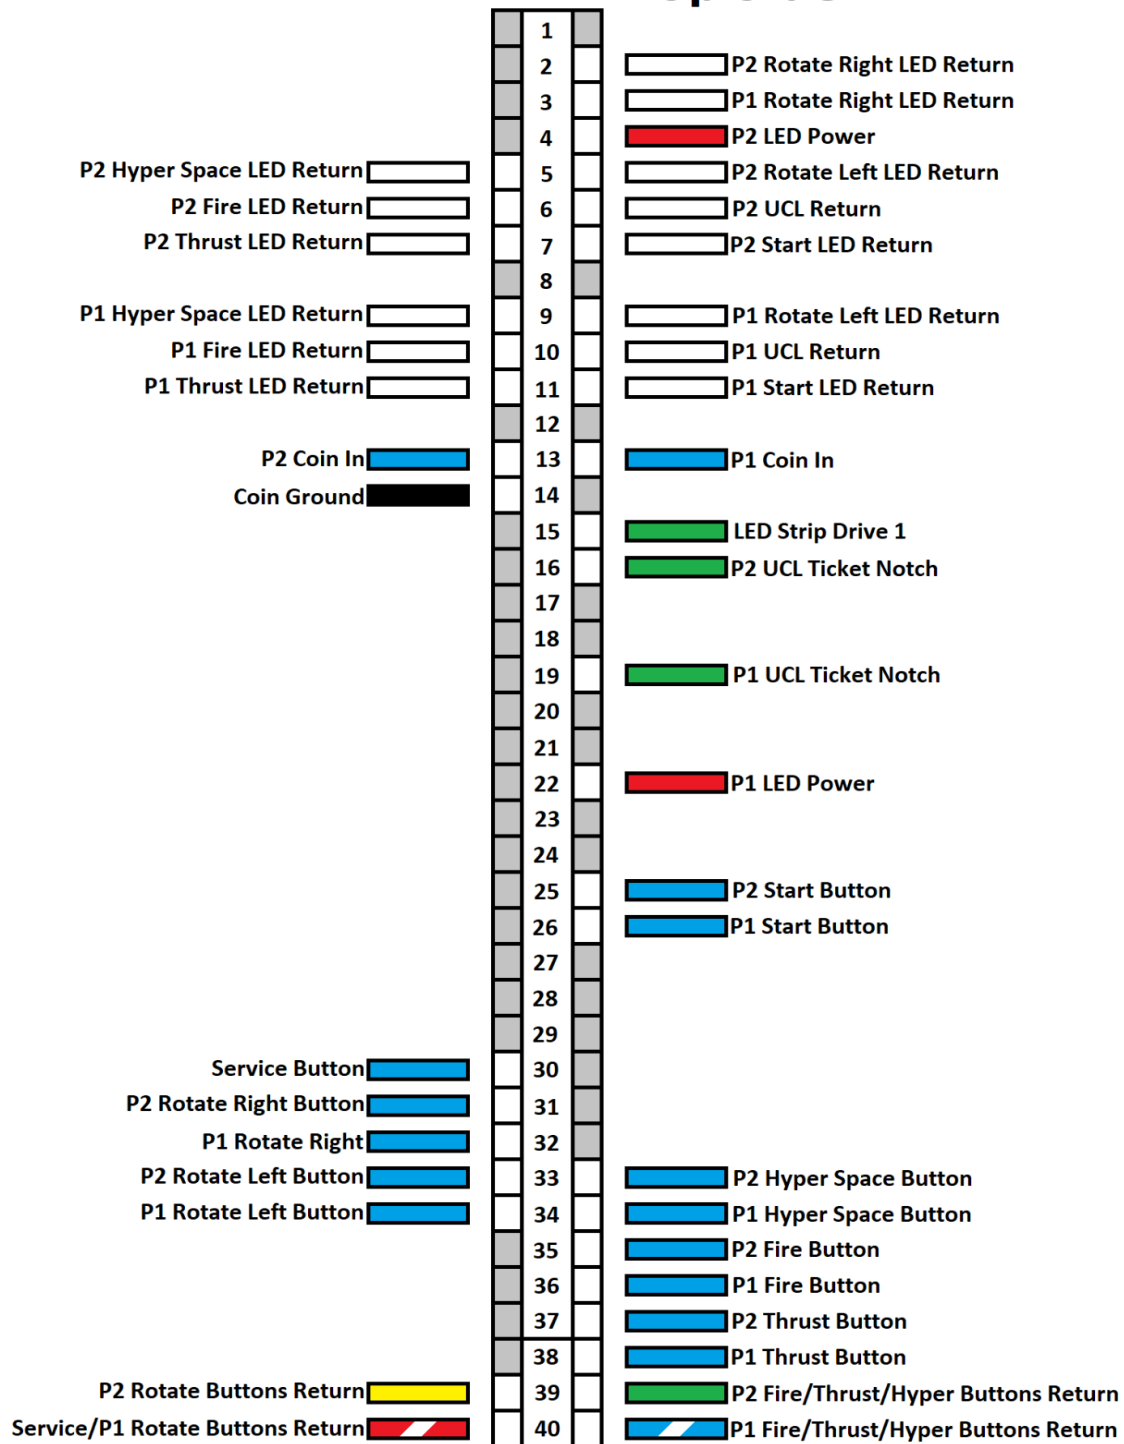 1
2 P2 Rotate Right LED Return
3 P1 Rotate Right LED Return
4 P2 LED Power
P2 Hyper Space LED Return 5 P2 Rotate Left LED Return
P2 Fire LED Return 6 P2 UCL Return
P2 Thrust LED Return 7 P2 Start LED Return
8
P1 Hyper Space LED Return 9 P1 Rotate Left LED Return
P1 Fire LED Return 10 P1 UCL Return
P1 Thrust LED Return 11 P1 Start LED Return
12
P2 Coin In 13 P1 Coin In
Coin Ground 14
15 LED Strip Drive 1
16 P2 UCL Ticket Notch
17
18
19 P1 UCL Ticket Notch
20
21
22 P1 LED Power
23
24
25 P2 Start Button
26 P1 Start Button
27
28
29
Service Button 30
P2 Rotate Right Button 31
P1 Rotate Right 32
P2 Rotate Left Button 33 P2 Hyper Space Button
P1 Rotate Left Button 34 P1 Hyper Space Button
35 P2 Fire Button
36 P1 Fire Button
37 P2 Thrust Button
38 P1 Thrust Button
P2 Rotate Buttons Return 39 P2 Fire/Thrust/Hyper Buttons Return
Service/P1 Rotate Buttons Return 40 P1 Fire/Thrust/Hyper Buttons Return